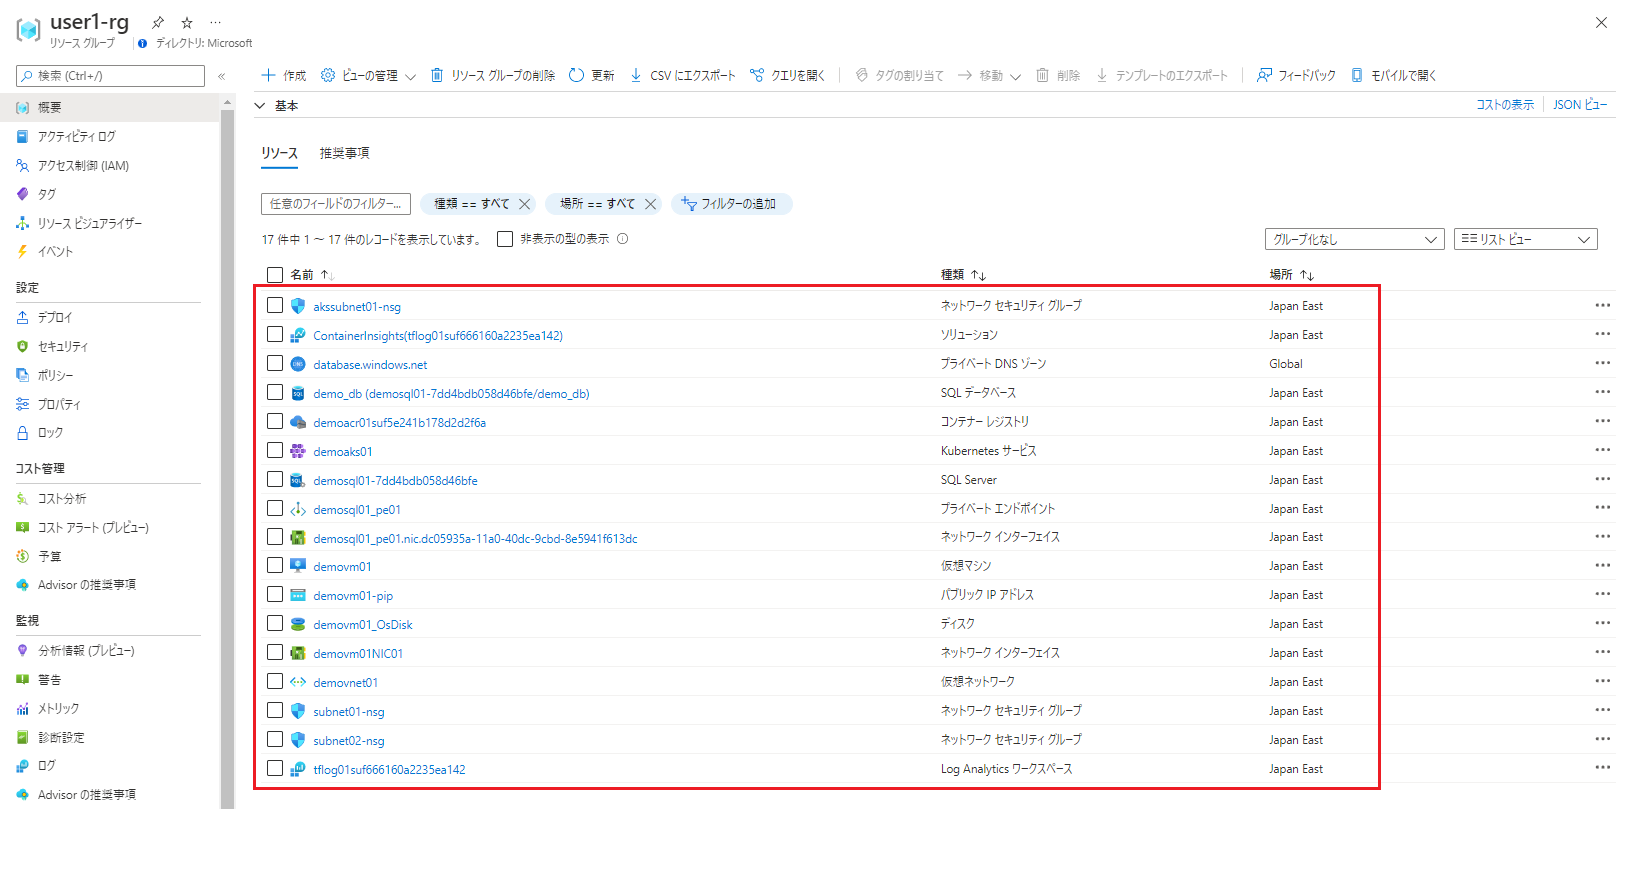 user1-rg
リソース グループ
ディレクトリ: Microsoft
検索 (Ctrl+/)
«
概要
アクティビティ ログ
アクセス制御 (IAM)
タグ
リソース ビジュアライザー
イベント
設定
デプロイ
セキュリティ
ポリシー
プロパティ
ロック
コスト管理
コスト分析
コスト アラート (プレビュー)
予算
Advisor の推奨事項
監視
分析情報 (プレビュー)
警告
メトリック
診断設定
ログ
Advisor の推奨事項
作成 ビューの管理 リソース グループの削除 更新 CSV にエクスポート クエリを開く タグの割り当て 移動 削除 テンプレートのエクスポート フィードバック モバイルで開く
基本 コストの表示 JSON ビュー
リソース 推奨事項
任意のフィールドのフィルター... 種類 == すべて 場所 == すべて フィルターの追加
17 件中 1 ～ 17 件のレコードを表示しています。 非表示の型の表示 グループ化なし リスト ビュー
名前 ↑↓ 種類 ↑↓ 場所 ↑↓
akssubnet01-nsg ネットワーク セキュリティ グループ Japan East
ContainerInsights(tflog01suf666160a2235ea142) ソリューション Japan East
database.windows.net プライベート DNS ゾーン Global
demo_db (demosql01-7dd4bdb058d46bfe/demo_db) SQL データベース Japan East
demoacr01suf5e241b178d2d2f6a コンテナー レジストリ Japan East
demoaks01 Kubernetes サービス Japan East
demosql01-7dd4bdb058d46bfe SQL Server Japan East
demosql01_pe01 プライベート エンドポイント Japan East
demosql01_pe01.nic.dc05935a-11a0-40dc-9cbd-8e5941f613dc ネットワーク インターフェイス Japan East
demovm01 仮想マシン Japan East
demovm01-pip パブリック IP アドレス Japan East
demovm01_OsDisk ディスク Japan East
demovm01NIC01 ネットワーク インターフェイス Japan East
demovnet01 仮想ネットワーク Japan East
subnet01-nsg ネットワーク セキュリティ グループ Japan East
subnet02-nsg ネットワーク セキュリティ グループ Japan East
tflog01suf666160a2235ea142 Log Analytics ワークスペース Japan East